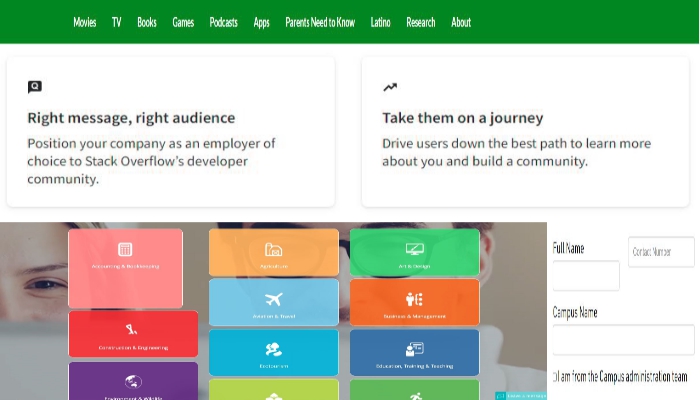 Movies TV Books Games Podcasts Apps Parents Need to Know Latino Research About
Right message, right audience
Position your company as an employer of
choice to Stack Overflow's developer
community.
Take them on a journey
Drive users down the best path to learn more
about you and build a community.
Accounting & Bookkeeping
Agriculture
Art & Design
Aviation & Travel
Business & Management
Construction & Engineering
Ecotourism
Education, Training & Teaching
Environment & Wildlife
Full Name
Contact Number
Campus Name
I am from the Campus administration team